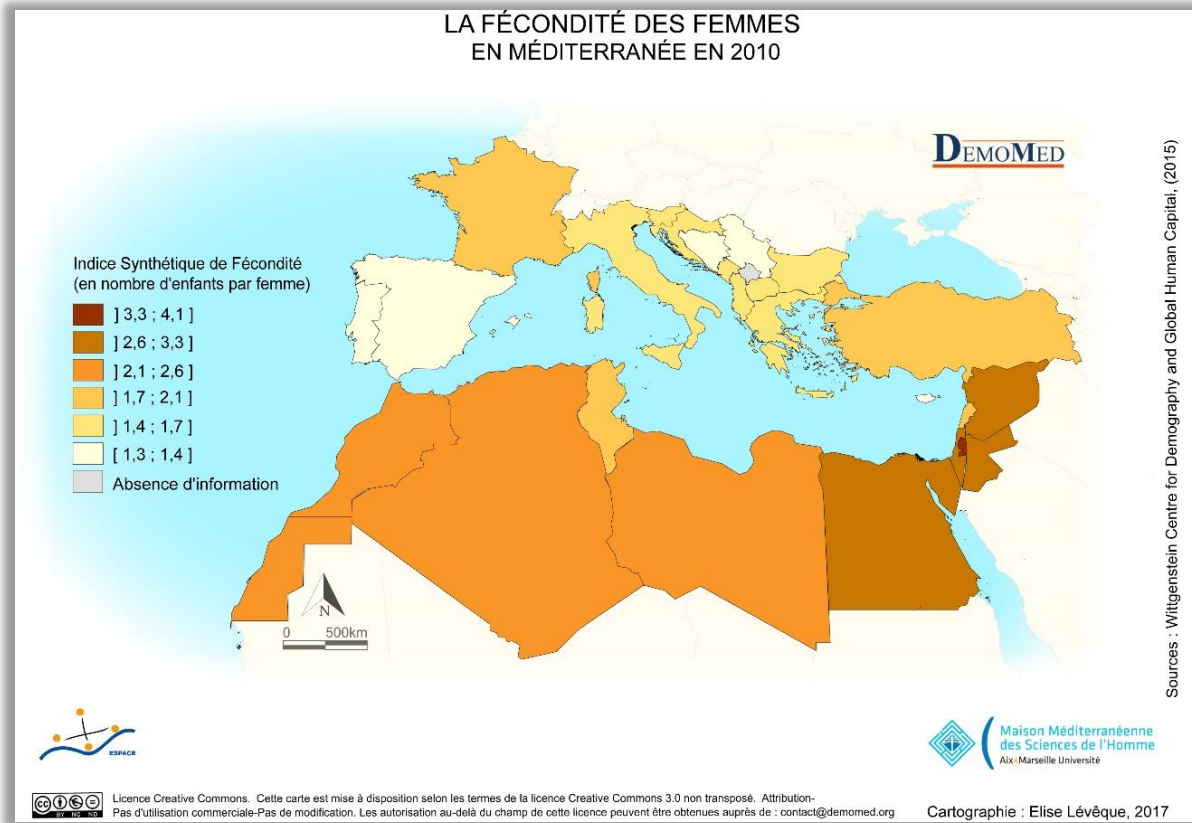 LA FÉCONDITÉ DES FEMMES
EN MÉDITERRANÉE EN 2010
DEMOMED
Indice Synthétique de Fécondité
(en nombre d'enfants par femme)
] 3,3 ; 4,1 ]
] 2,6 ; 3,3 ]
] 2,1 ; 2,6 ]
] 1,7 ; 2,1 ]
] 1,4 ; 1,7 ]
[ 1,3 ; 1,4 ]
Absence d'information
N
0 500km
Sources : Wittgenstein Centre for Demography and Global Human Capital, (2015)
ESPACE
Maison Méditerranéenne
des Sciences de l'Homme
Aix*Marseille Université
cc BY NC ND
Licence Creative Commons. Cette carte est mise à disposition selon les termes de la licence Creative Commons 3.0 non transposé. Attribution-
Pas d'utilisation commerciale-Pas de modification. Les autorisation au-delà du champ de cette licence peuvent être obtenues auprès de : contact@demomed.org
Cartographie : Elise Lévêque, 2017